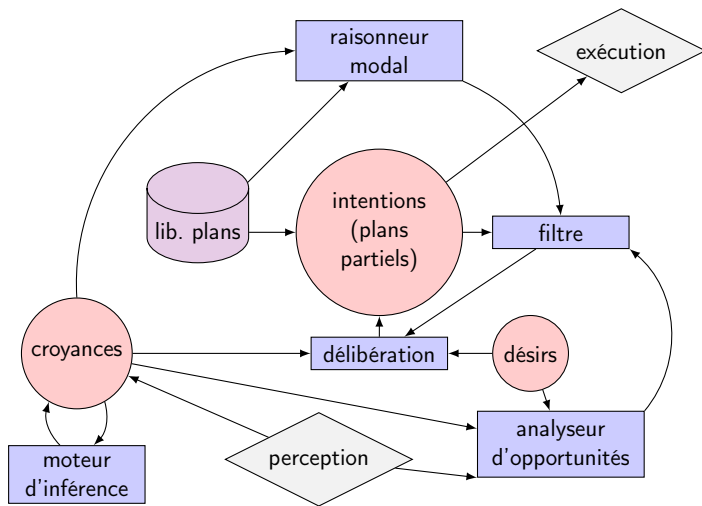 raisonneur
modal
exécution
intentions
(plans
partiels)
lib. plans
filtre
croyances
délibération
désirs
analyseur
d'opportunités
perception
moteur
d'inférence